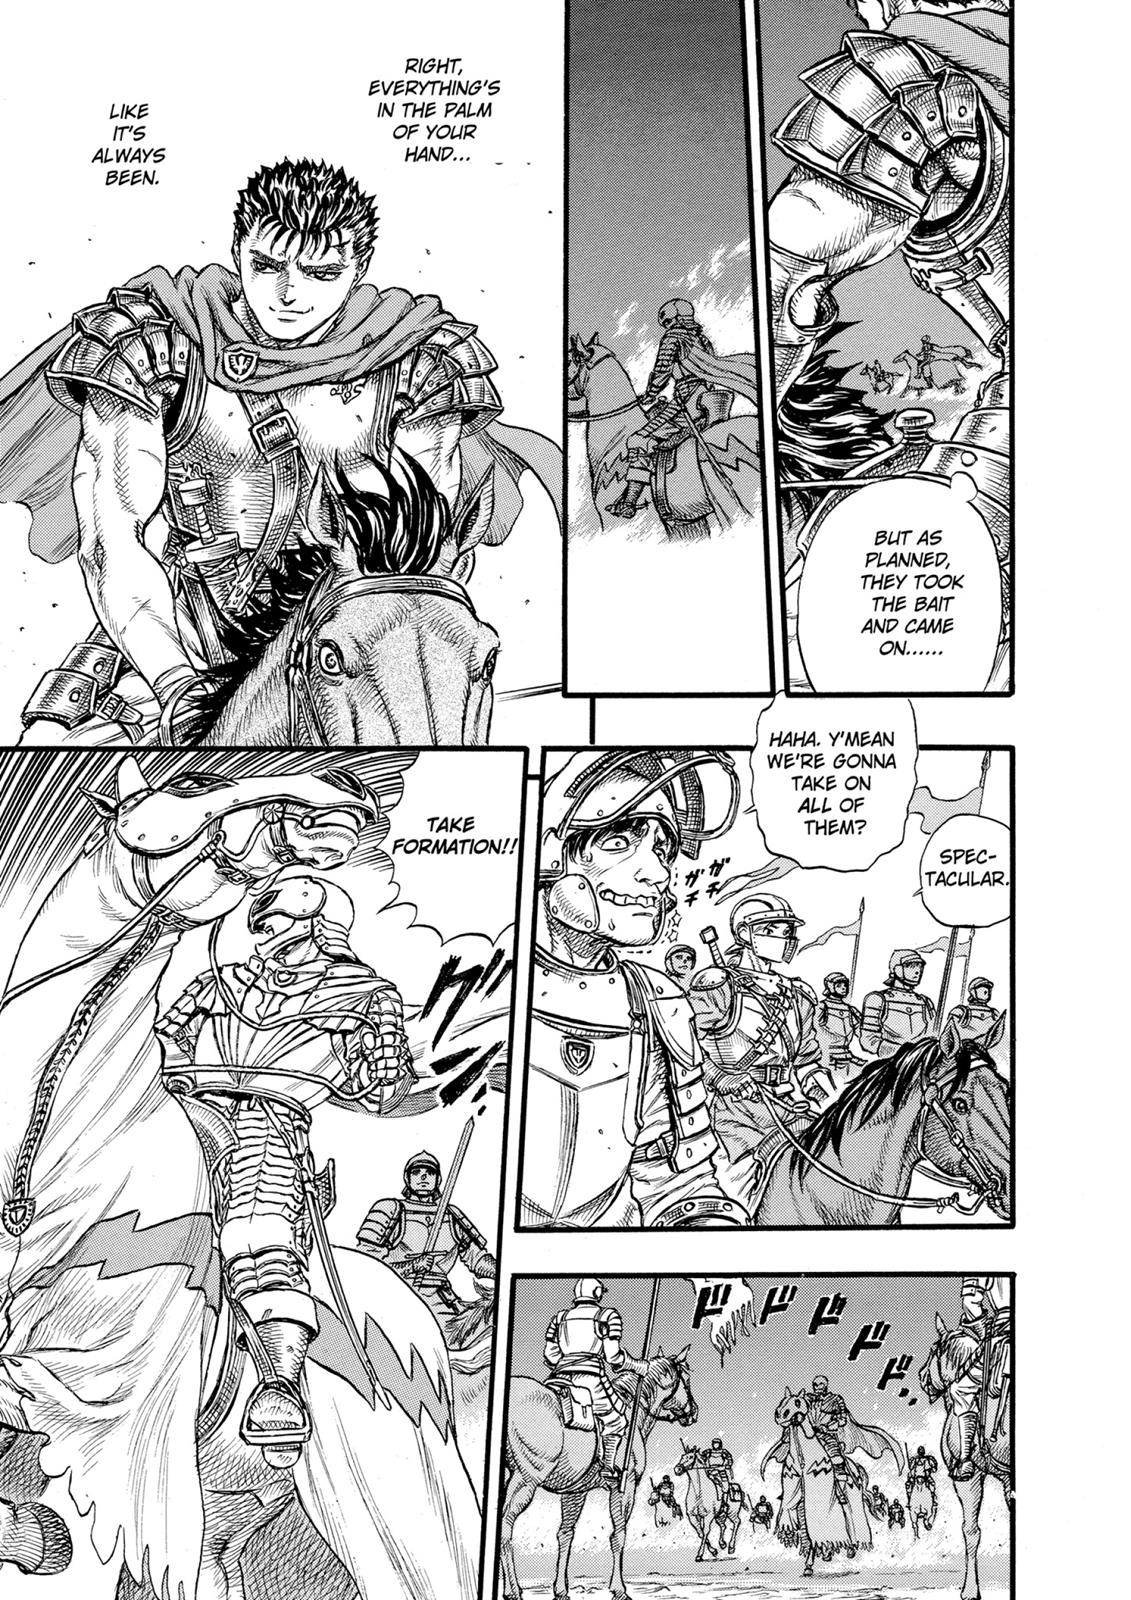 BUT AS
PLANNED,
THEY TOOK
THE BAIT
AND CAME
ON......
RIGHT,
EVERYTHING'S
IN THE PALM
OF YOUR
HAND...
LIKE
IT'S
ALWAYS
BEEN.
HAHA. Y'MEAN
WE'RE GONNA
TAKE ON
ALL OF
THEM?
SPEC-
TACULAR.
ガチ
ガチ
TAKE
FORMATION!!
ドドドドド